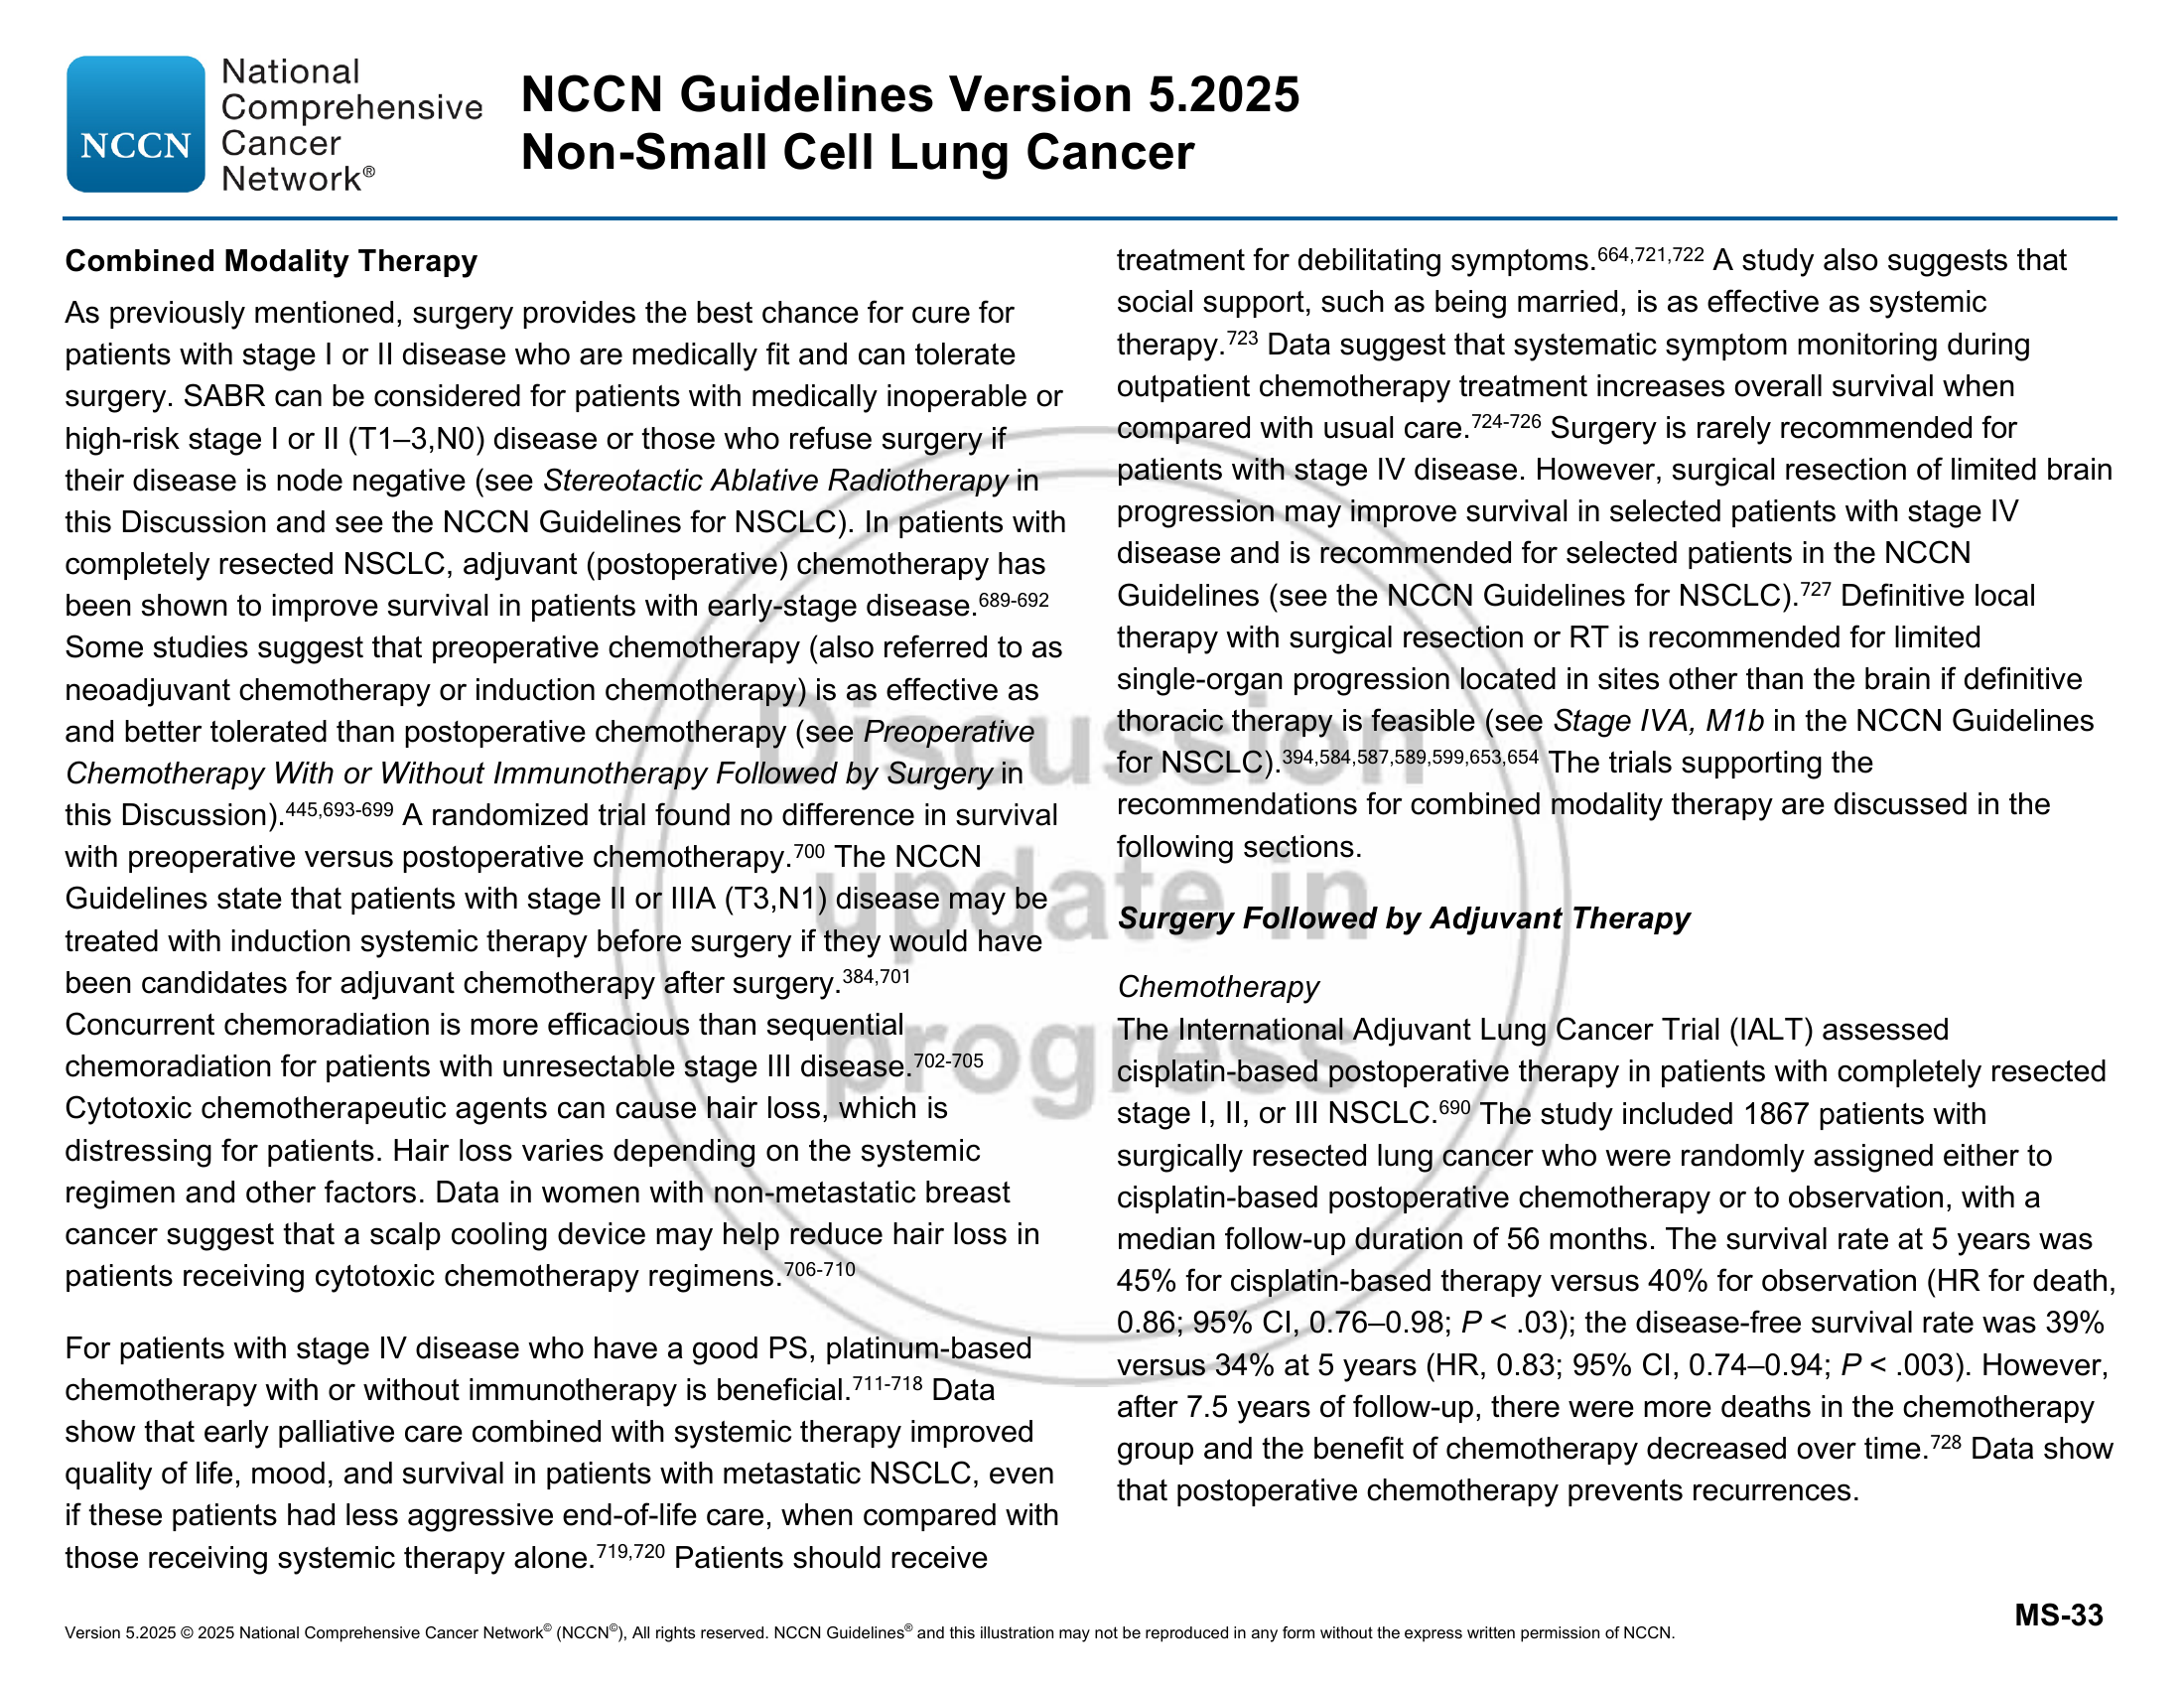 NCCN
National
Comprehensive
Cancer
Network®
NCCN Guidelines Version 5.2025
Non-Small Cell Lung Cancer
Combined Modality Therapy
As previously mentioned, surgery provides the best chance for cure for
patients with stage I or II disease who are medically fit and can tolerate
surgery. SABR can be considered for patients with medically inoperable or
high-risk stage I or II (T1–3,N0) disease or those who refuse surgery if
their disease is node negative (see Stereotactic Ablative Radiotherapy in
this Discussion and see the NCCN Guidelines for NSCLC). In patients with
completely resected NSCLC, adjuvant (postoperative) chemotherapy has
been shown to improve survival in patients with early-stage disease.689-692
Some studies suggest that preoperative chemotherapy (also referred to as
neoadjuvant chemotherapy or induction chemotherapy) is as effective as
and better tolerated than postoperative chemotherapy (see Preoperative
Chemotherapy With or Without Immunotherapy Followed by Surgery in
this Discussion).445,693-699 A randomized trial found no difference in survival
with preoperative versus postoperative chemotherapy.700 The NCCN
Guidelines state that patients with stage II or IIIA (T3,N1) disease may be
treated with induction systemic therapy before surgery if they would have
been candidates for adjuvant chemotherapy after surgery.384,701
Concurrent chemoradiation is more efficacious than sequential
chemoradiation for patients with unresectable stage III disease.702-705
Cytotoxic chemotherapeutic agents can cause hair loss, which is
distressing for patients. Hair loss varies depending on the systemic
regimen and other factors. Data in women with non-metastatic breast
cancer suggest that a scalp cooling device may help reduce hair loss in
patients receiving cytotoxic chemotherapy regimens.706-710
For patients with stage IV disease who have a good PS, platinum-based
chemotherapy with or without immunotherapy is beneficial.711-718 Data
show that early palliative care combined with systemic therapy improved
quality of life, mood, and survival in patients with metastatic NSCLC, even
if these patients had less aggressive end-of-life care, when compared with
those receiving systemic therapy alone.719,720 Patients should receive
treatment for debilitating symptoms.664,721,722 A study also suggests that
social support, such as being married, is as effective as systemic
therapy.723 Data suggest that systematic symptom monitoring during
outpatient chemotherapy treatment increases overall survival when
compared with usual care.724-726 Surgery is rarely recommended for
patients with stage IV disease. However, surgical resection of limited brain
progression may improve survival in selected patients with stage IV
disease and is recommended for selected patients in the NCCN
Guidelines (see the NCCN Guidelines for NSCLC).727 Definitive local
therapy with surgical resection or RT is recommended for limited
single-organ progression located in sites other than the brain if definitive
thoracic therapy is feasible (see Stage IVA, M1b in the NCCN Guidelines
for NSCLC).394,584,587,589,599,653,654 The trials supporting the
recommendations for combined modality therapy are discussed in the
following sections.
Surgery Followed by Adjuvant Therapy
Chemotherapy
The International Adjuvant Lung Cancer Trial (IALT) assessed
cisplatin-based postoperative therapy in patients with completely resected
stage I, II, or III NSCLC.690 The study included 1867 patients with
surgically resected lung cancer who were randomly assigned either to
cisplatin-based postoperative chemotherapy or to observation, with a
median follow-up duration of 56 months. The survival rate at 5 years was
45% for cisplatin-based therapy versus 40% for observation (HR for death,
0.86; 95% CI, 0.76–0.98; P < .03); the disease-free survival rate was 39%
versus 34% at 5 years (HR, 0.83; 95% CI, 0.74–0.94; P < .003). However,
after 7.5 years of follow-up, there were more deaths in the chemotherapy
group and the benefit of chemotherapy decreased over time.728 Data show
that postoperative chemotherapy prevents recurrences.
Discussion
update in
progress
MS-33
Version 5.2025 © 2025 National Comprehensive Cancer Network© (NCCN©), All rights reserved. NCCN Guidelines® and this illustration may not be reproduced in any form without the express written permission of NCCN.